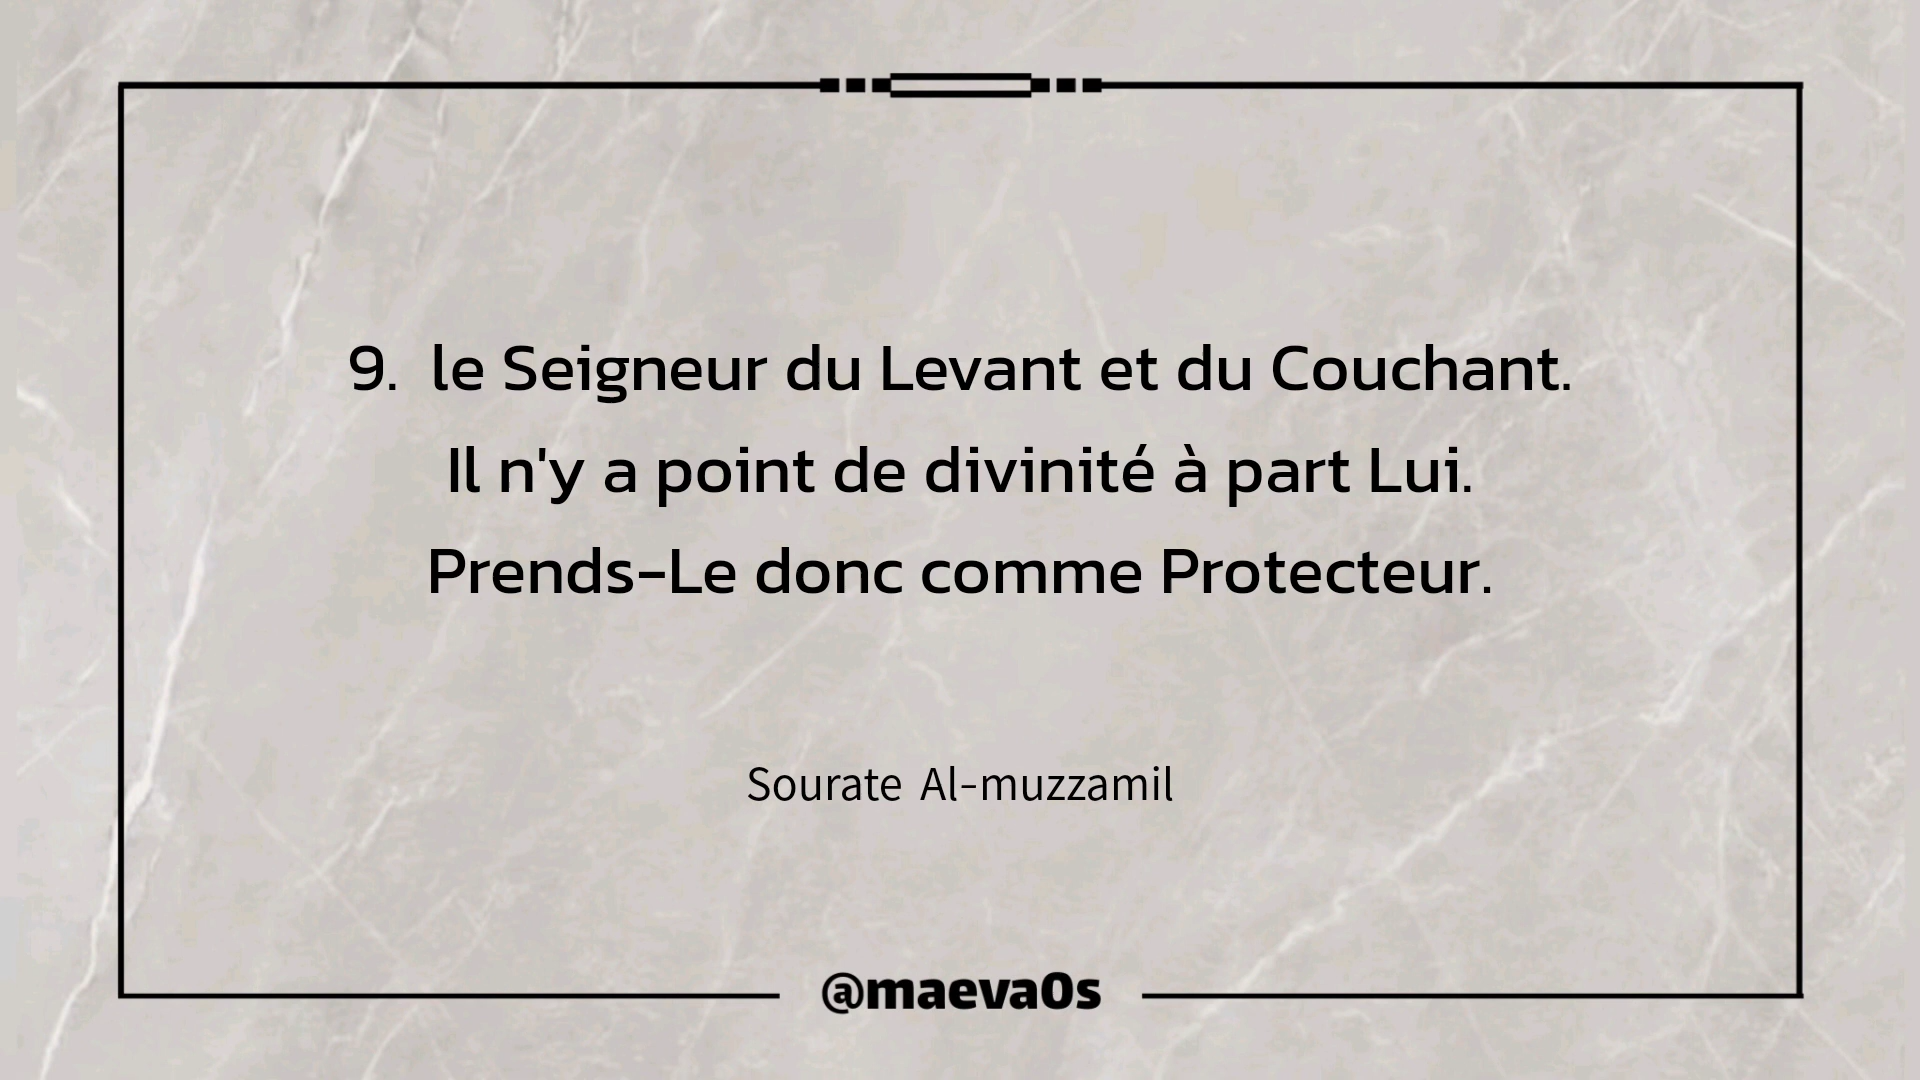 9. le Seigneur du Levant et du Couchant.
Il n'y a point de divinité à part Lui.
Prends-Le donc comme Protecteur.
Sourate Al-muzzamil
@maeva0s